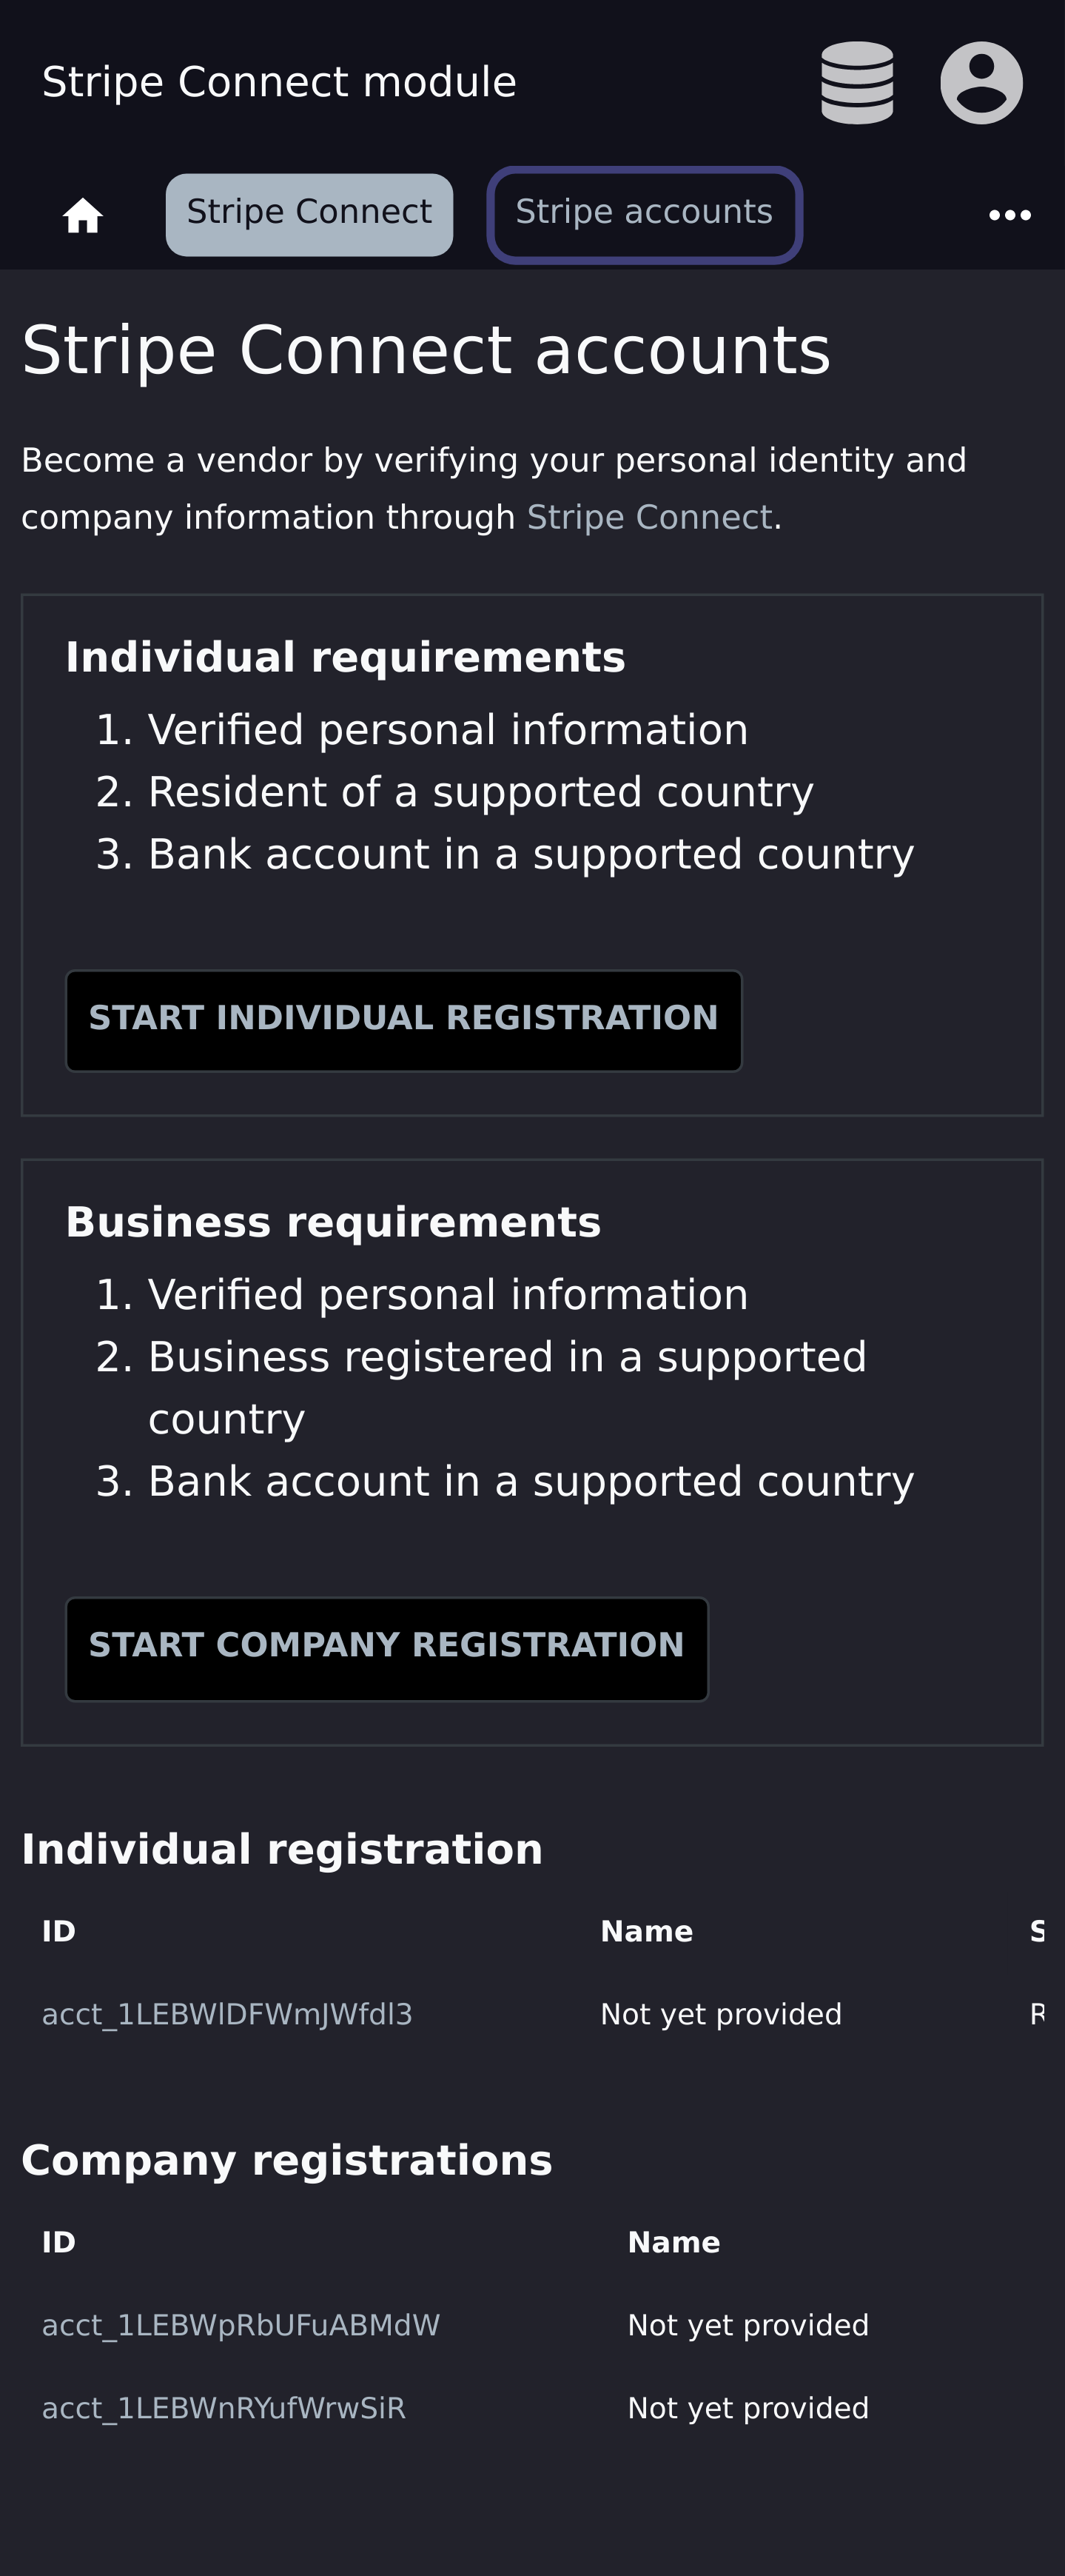 Stripe Connect module
Stripe Connect Stripe accounts
Stripe Connect accounts
Become a vendor by verifying your personal identity and
company information through Stripe Connect.
Individual requirements
1. Verified personal information
2. Resident of a supported country
3. Bank account in a supported country
START INDIVIDUAL REGISTRATION
Business requirements
1. Verified personal information
2. Business registered in a supported
country
3. Bank account in a supported country
START COMPANY REGISTRATION
Individual registration
ID Name
acct_1LEBWlDFWmJWfdl3 Not yet provided
Company registrations
ID Name
acct_1LEBWpRbUFuABMdW Not yet provided
acct_1LEBWnRYufWrwSiR Not yet provided